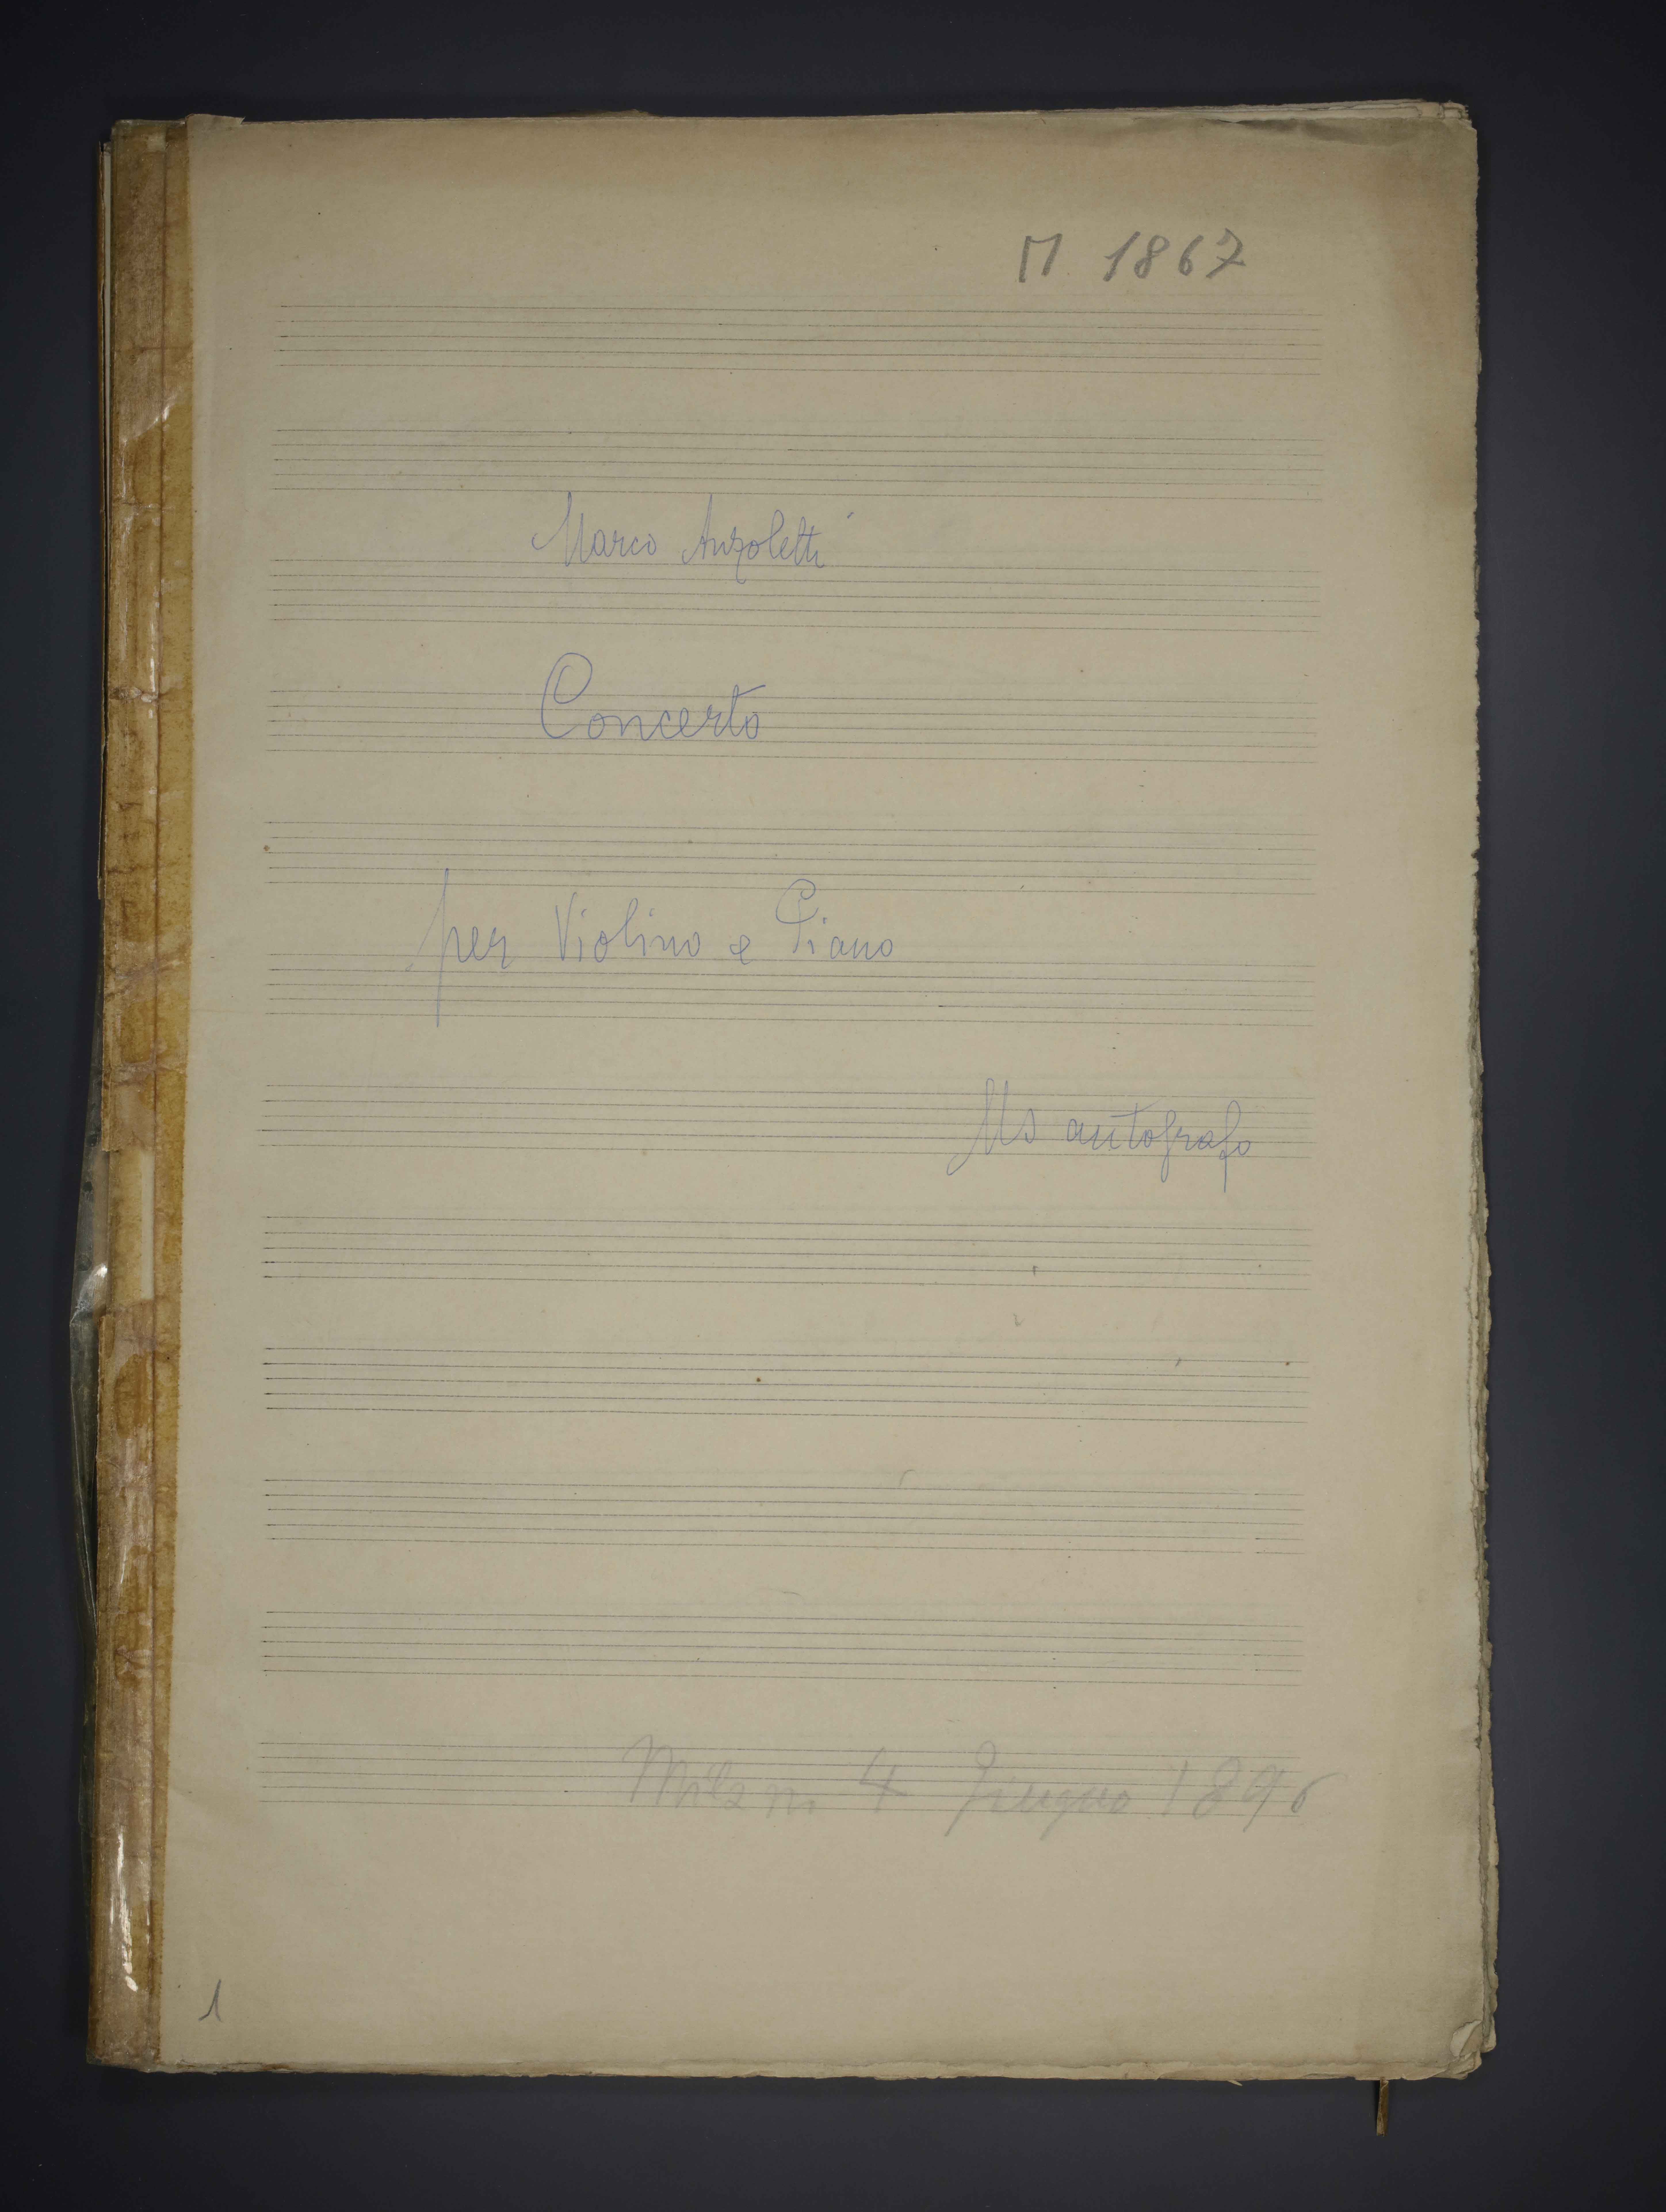 M 1867
Marco Anzoletti
Concerto
per Violino e Piano
Ms autografo
Milano 4 Giugno 1896
1